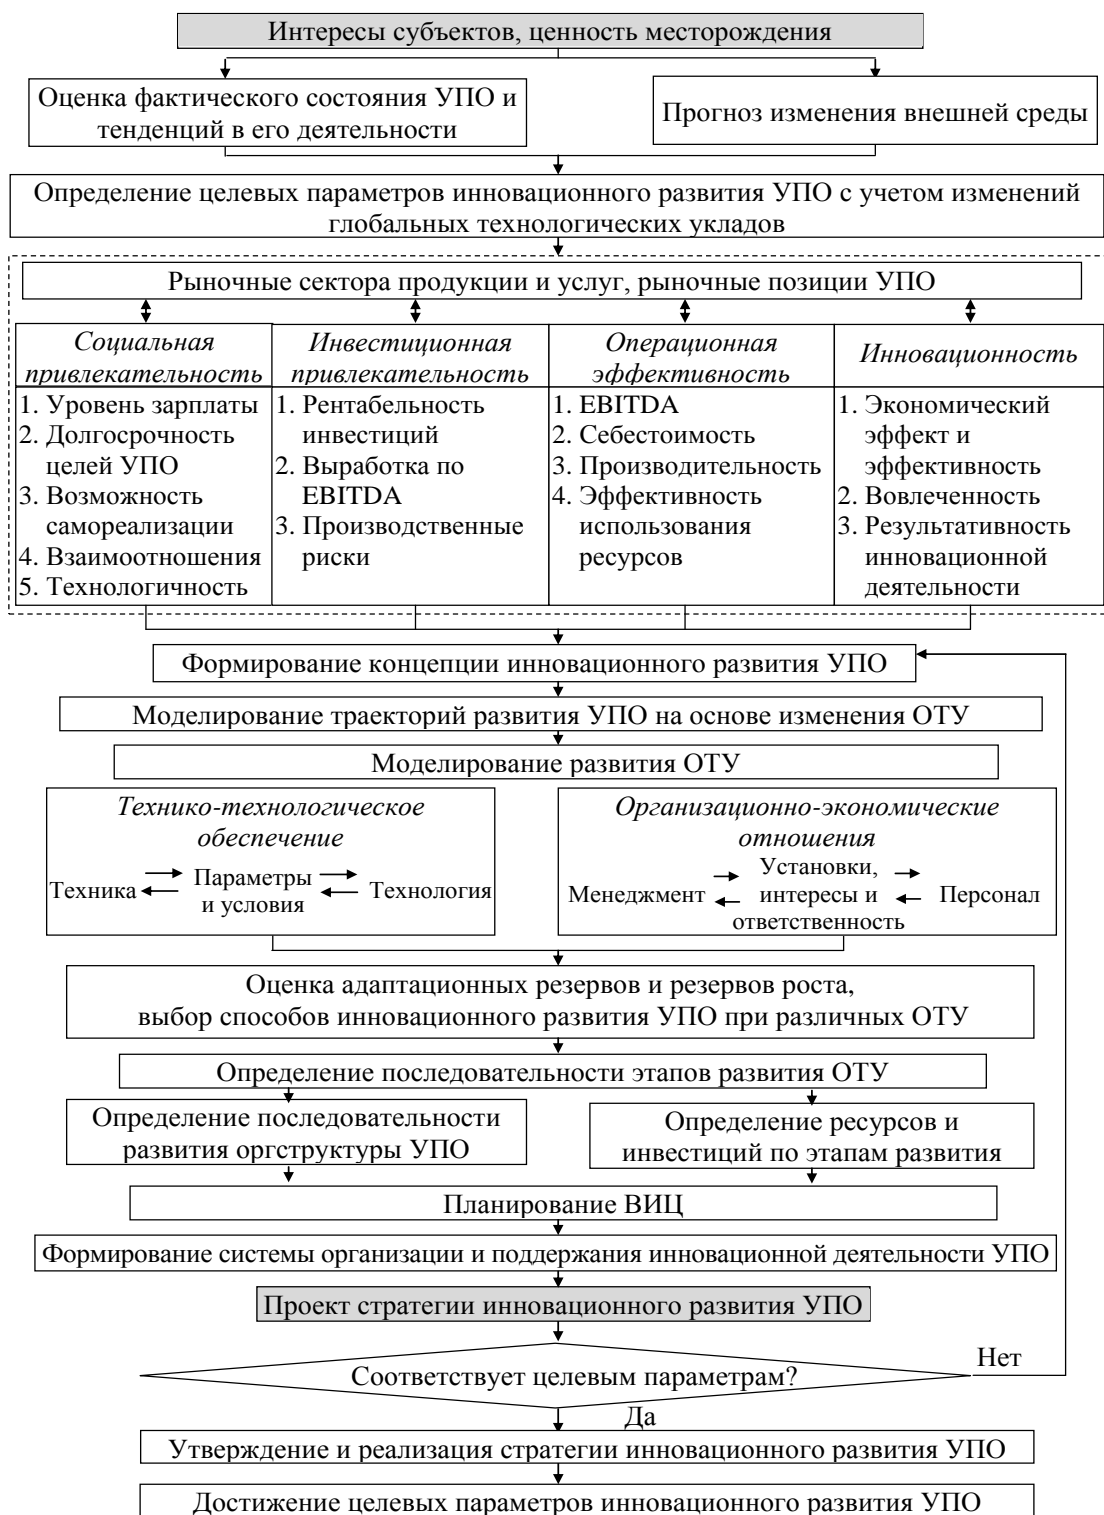 Интересы субъектов, ценность месторождения
Оценка фактического состояния УПО и
тенденций в его деятельности
Прогноз изменения внешней среды
Определение целевых параметров инновационного развития УПО с учетом изменений
глобальных технологических укладов
Рыночные сектора продукции и услуг, рыночные позиции УПО
Социальная
привлекательность
1. Уровень зарплаты
2. Долгосрочность
целей УПО
3. Возможность
самореализации
4. Взаимоотношения
5. Технологичность
Инвестиционная
привлекательность
1. Рентабельность
инвестиций
2. Выработка по
EBITDA
3. Производственные
риски
Операционная
эффективность
1. EBITDA
2. Себестоимость
3. Производительность
4. Эффективность
использования
ресурсов
Инновационность
1. Экономический
эффект и
эффективность
2. Вовлеченность
3. Результативность
инновационной
деятельности
Формирование концепции инновационного развития УПО
Моделирование траекторий развития УПО на основе изменения ОТУ
Моделирование развития ОТУ
Технико-технологическое
обеспечение
Техника
Параметры
и условия
Технология
Организационно-экономические
отношения
Менеджмент
Установки,
интересы и
ответственность
Персонал
Оценка адаптационных резервов и резервов роста,
выбор способов инновационного развития УПО при различных ОТУ
Определение последовательности этапов развития ОТУ
Определение последовательности
развития оргструктуры УПО
Определение ресурсов и
инвестиций по этапам развития
Планирование ВИЦ
Формирование системы организации и поддержания инновационной деятельности УПО
Проект стратегии инновационного развития УПО
Соответствует целевым параметрам?
Нет
Да
Утверждение и реализация стратегии инновационного развития УПО
Достижение целевых параметров инновационного развития УПО